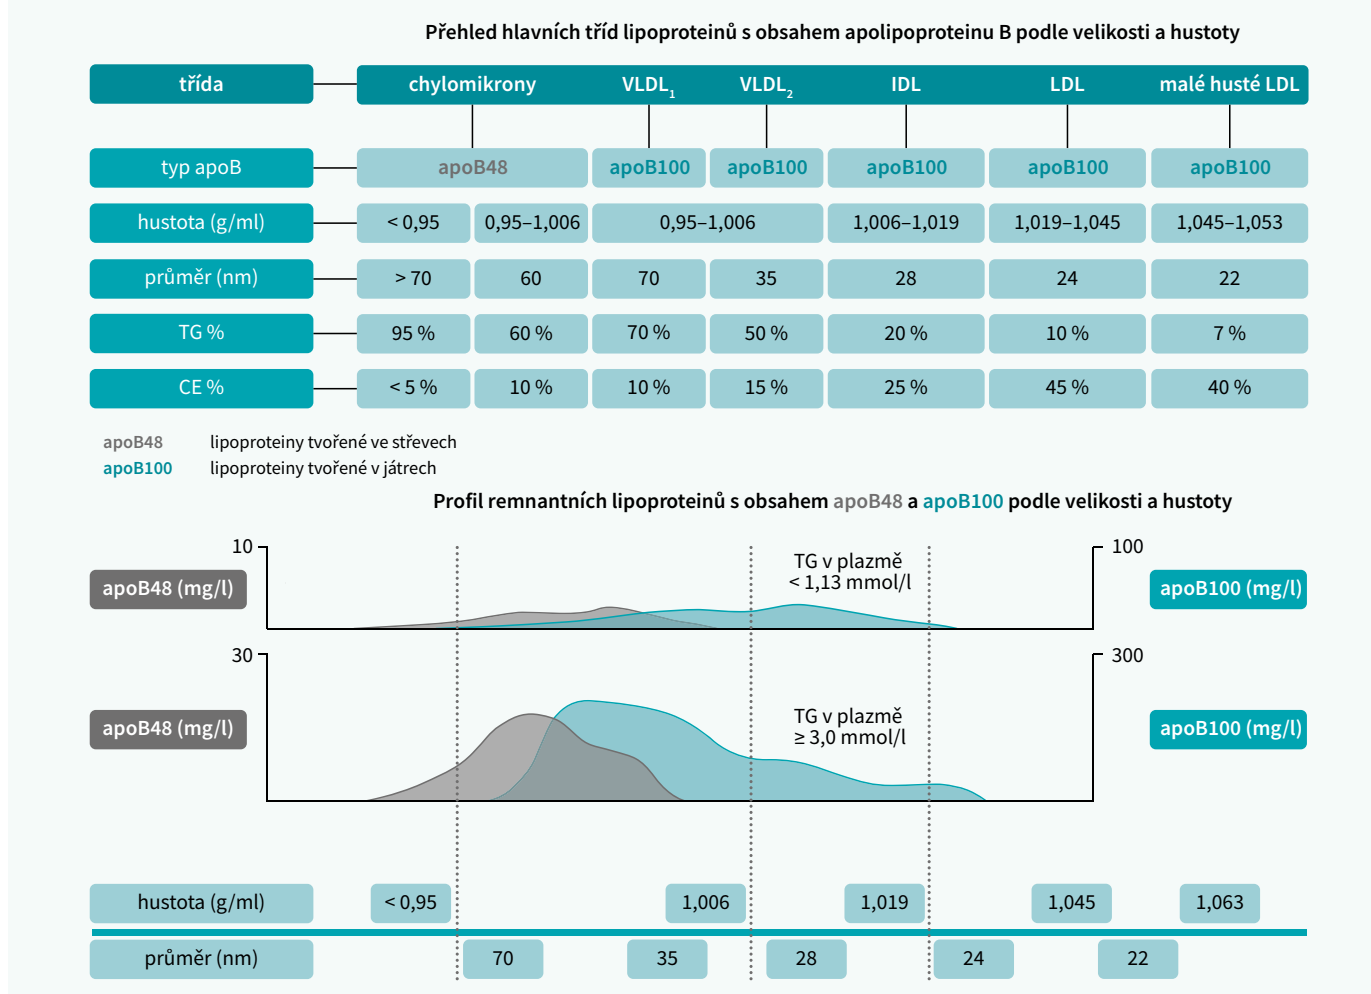 Přehled hlavních tříd lipoproteinů s obsahem apolipoproteinu B podle velikosti a hustoty
třída chylomikrony VLDL1 VLDL2 IDL LDL malé husté LDL
typ apoB apoB48 apoB100 apoB100 apoB100 apoB100 apoB100
hustota (g/ml) < 0,95 0,95–1,006 0,95–1,006 1,006–1,019 1,019–1,045 1,045–1,053
průměr (nm) > 70 60 70 35 28 24 22
TG % 95 % 60 % 70 % 50 % 20 % 10 % 7 %
CE % < 5 % 10 % 10 % 15 % 25 % 45 % 40 %
apoB48 lipoproteiny tvořené ve střevech
apoB100 lipoproteiny tvořené v játrech
Profil remnantních lipoproteinů s obsahem apoB48 a apoB100 podle velikosti a hustoty
10 100
TG v plazmě
< 1,13 mmol/l
apoB48 (mg/l) apoB100 (mg/l)
30 300
TG v plazmě
≥ 3,0 mmol/l
apoB48 (mg/l) apoB100 (mg/l)
hustota (g/ml) < 0,95 1,006 1,019 1,045 1,063
průměr (nm) 70 35 28 24 22